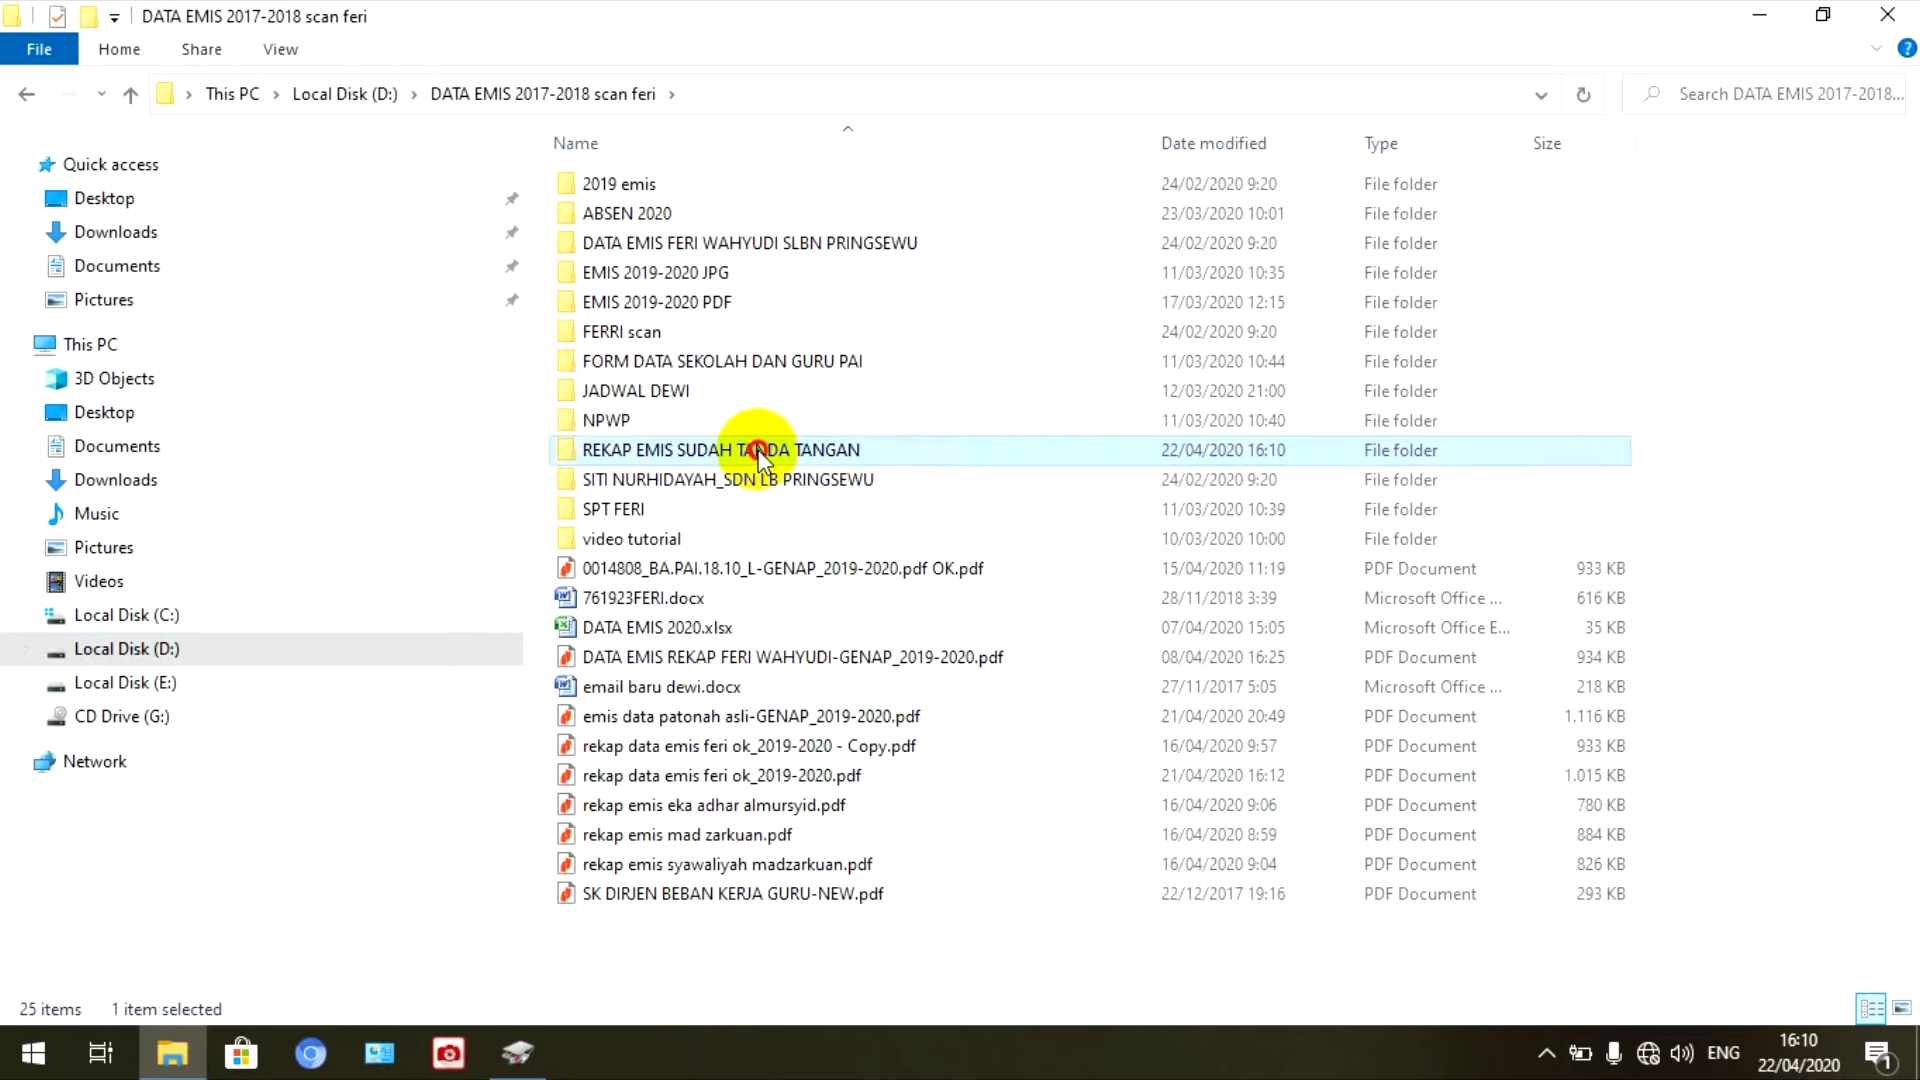 DATA EMIS 2017-2018 scan feri
File Home Share View
This PC Local Disk (D:) DATA EMIS 2017-2018 scan feri
Search DATA EMIS 2017-2018...
Quick access
Desktop
Downloads
Documents
Pictures
This PC
3D Objects
Desktop
Documents
Downloads
Music
Pictures
Videos
Local Disk (C:)
Local Disk (D:)
Local Disk (E:)
CD Drive (G:)
Network
Name Date modified Type Size
2019 emis 24/02/2020 9:20 File folder
ABSEN 2020 23/03/2020 10:01 File folder
DATA EMIS FERI WAHYUDI SLBN PRINGSEWU 24/02/2020 9:20 File folder
EMIS 2019-2020 JPG 11/03/2020 10:35 File folder
EMIS 2019-2020 PDF 17/03/2020 12:15 File folder
FERRI scan 24/02/2020 9:20 File folder
FORM DATA SEKOLAH DAN GURU PAI 11/03/2020 10:44 File folder
JADWAL DEWI 12/03/2020 21:00 File folder
NPWP 11/03/2020 10:40 File folder
REKAP EMIS SUDAH TANDA TANGAN 22/04/2020 16:10 File folder
SITI NURHIDAYAH_SDN LB PRINGSEWU 24/02/2020 9:20 File folder
SPT FERI 11/03/2020 10:39 File folder
video tutorial 10/03/2020 10:00 File folder
0014808_BA.PAI.18.10_L-GENAP_2019-2020.pdf OK.pdf 15/04/2020 11:19 PDF Document 933 KB
761923FERI.docx 28/11/2018 3:39 Microsoft Office ... 616 KB
DATA EMIS 2020.xlsx 07/04/2020 15:05 Microsoft Office E... 35 KB
DATA EMIS REKAP FERI WAHYUDI-GENAP_2019-2020.pdf 08/04/2020 16:25 PDF Document 934 KB
email baru dewi.docx 27/11/2017 5:05 Microsoft Office ... 218 KB
emis data patonah asli-GENAP_2019-2020.pdf 21/04/2020 20:49 PDF Document 1.116 KB
rekap data emis feri ok_2019-2020 - Copy.pdf 16/04/2020 9:57 PDF Document 933 KB
rekap data emis feri ok_2019-2020.pdf 21/04/2020 16:12 PDF Document 1.015 KB
rekap emis eka adhar almursyid.pdf 16/04/2020 9:06 PDF Document 780 KB
rekap emis mad zarkuan.pdf 16/04/2020 8:59 PDF Document 884 KB
rekap emis syawaliyah madzarkuan.pdf 16/04/2020 9:04 PDF Document 826 KB
SK DIRJEN BEBAN KERJA GURU-NEW.pdf 22/12/2017 19:16 PDF Document 293 KB
25 items 1 item selected
ENG
16:10
22/04/2020
1